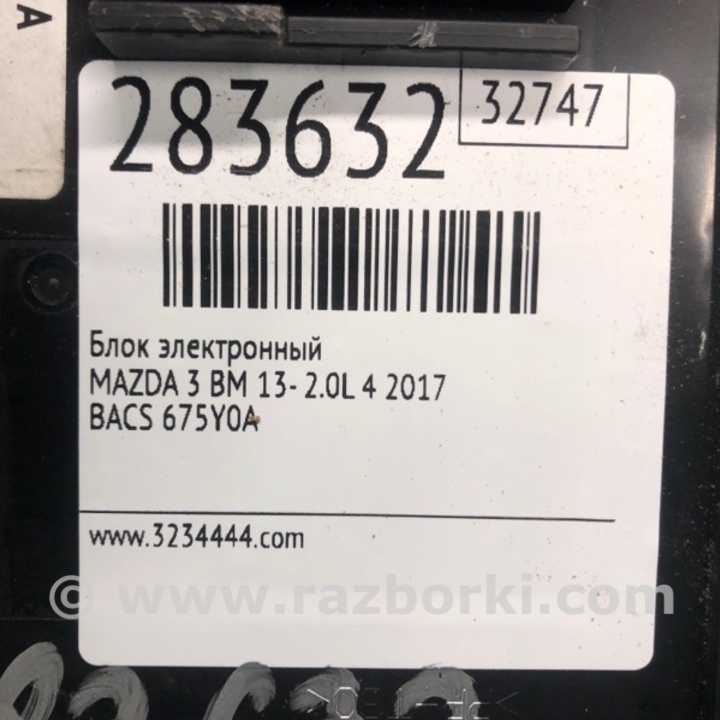 A
283632
32747
Блок электронный
MAZDA 3 BM 13- 2.0L 4 2017
BACS 675Y0A
www.3234444.com
© www.razborki.com